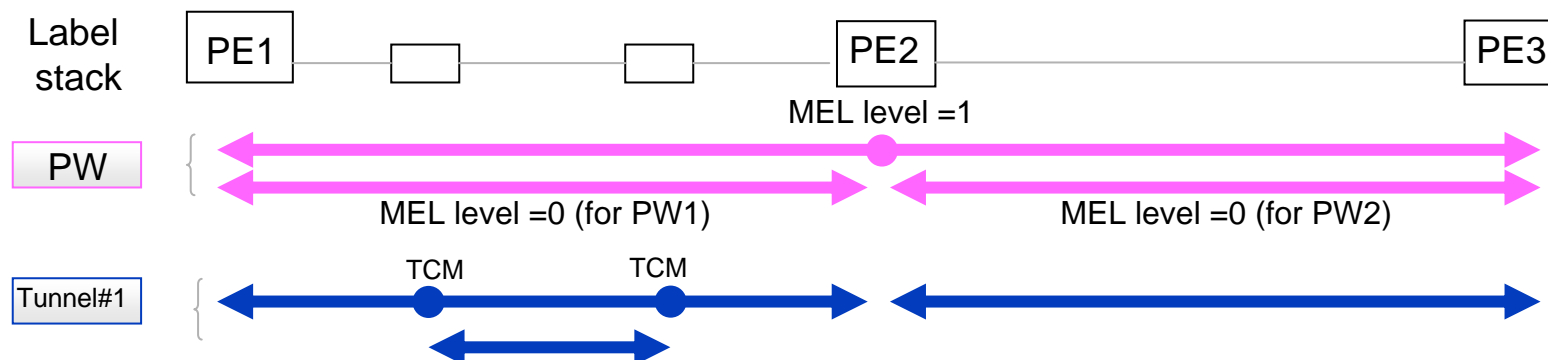 Label
stack
PE1
PE2
PE3
MEL level =1
PW
MEL level =0 (for PW1)
MEL level =0 (for PW2)
TCM
TCM
Tunnel#1